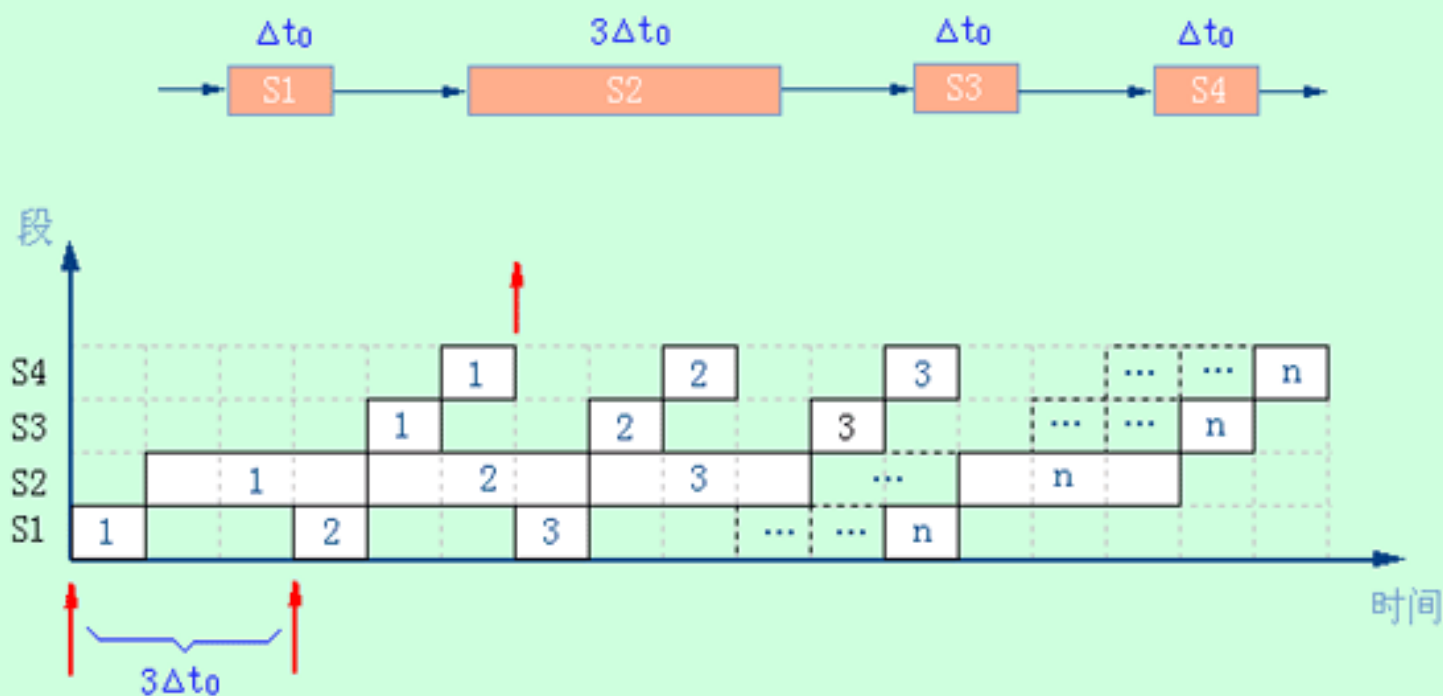 Δt₀ 3Δt₀ Δt₀ Δt₀
S1 S2 S3 S4
段
S4 1 2 3 … … n
S3 1 2 3 … … n
S2 1 2 3 … n
S1 1 2 3 … … n
时间
3Δt₀